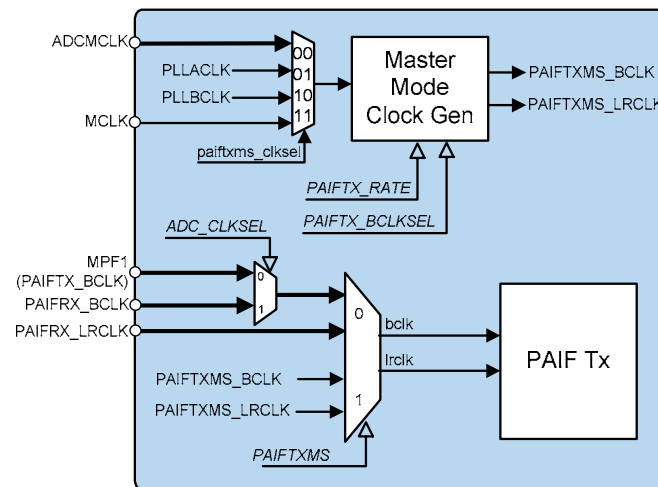 ADCMCLK
PLLACLK
PLLBCLK
MCLK
00
01
10
11
paiftxms_clksel
Master
Mode
Clock Gen
PAIFTXMS_BCLK
PAIFTXMS_LRCLK
PAIFTX_RATE
PAIFTX_BCLKSEL
ADC_CLKSEL
MPF1
(PAIFTX_BCLK)
PAIFRX_BCLK
PAIFRX_LRCLK
0
1
PAIFTXMS_BCLK
PAIFTXMS_LRCLK
0
1
PAIFTXMS
bclk
lrclk
PAIF Tx